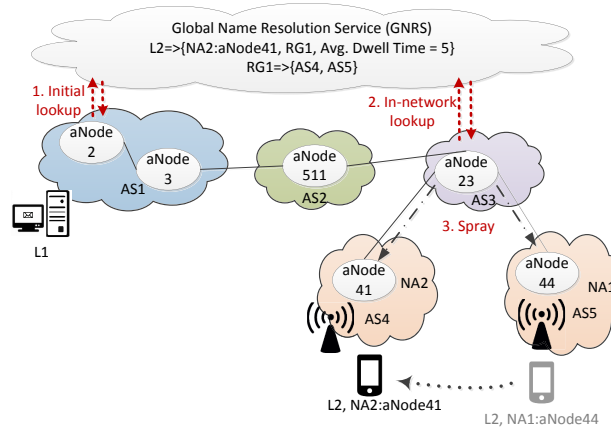 Global Name Resolution Service (GNRS)
L2=>{NA2:aNode41, RG1, Avg. Dwell Time = 5}
RG1=>{AS4, AS5}
1. Initial
lookup
2. In-network
lookup
aNode
2
aNode
3
AS1
aNode
511
AS2
aNode
23
AS3
L1
3. Spray
aNode
41
NA2
AS4
aNode
44
NA1
AS5
L2, NA2:aNode41
L2, NA1:aNode44